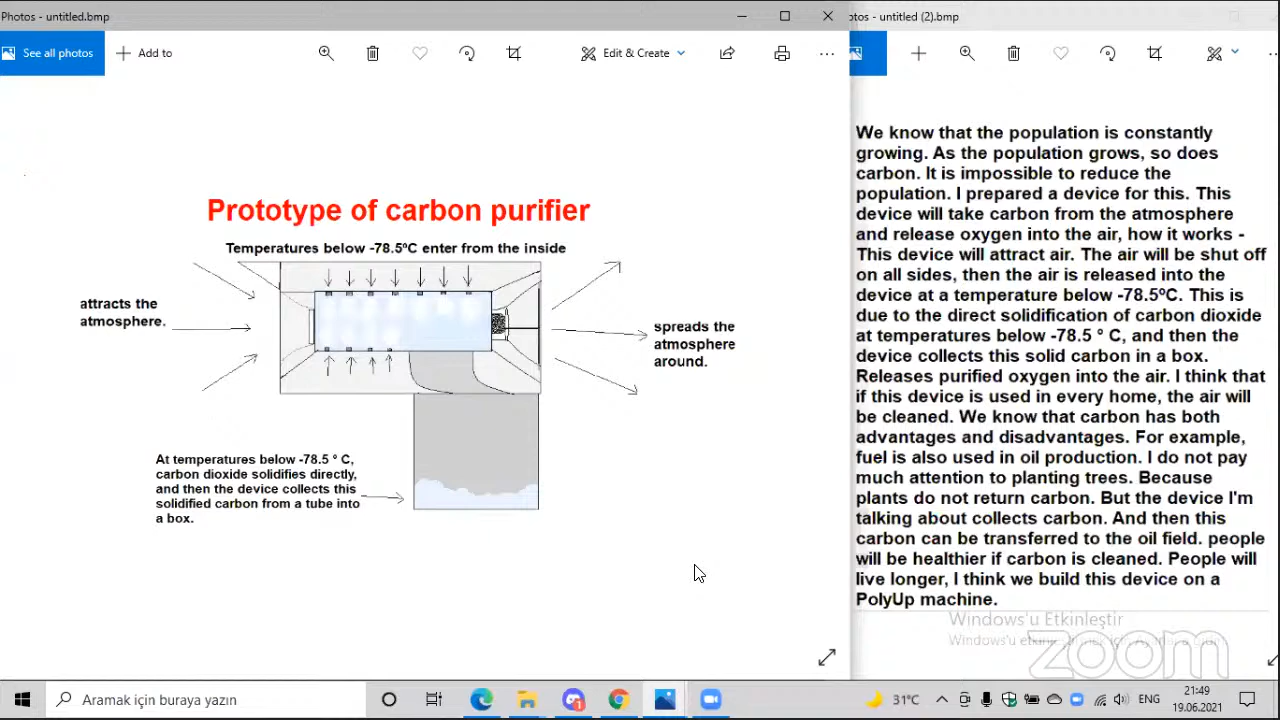 Photos - untitled.bmp
otos - untitled (2).bmp
See all photos
Add to
Edit & Create
Prototype of carbon purifier
Temperatures below -78.5ºC enter from the inside
attracts the
atmosphere.
spreads the
atmosphere
around.
At temperatures below -78.5 ° C,
carbon dioxide solidifies directly,
and then the device collects this
solidified carbon from a tube into
a box.
We know that the population is constantly
growing. As the population grows, so does
carbon. It is impossible to reduce the
population. I prepared a device for this. This
device will take carbon from the atmosphere
and release oxygen into the air, how it works -
This device will attract air. The air will be shut off
on all sides, then the air is released into the
device at a temperature below -78.5ºC. This is
due to the direct solidification of carbon dioxide
at temperatures below -78.5 ° C, and then the
device collects this solid carbon in a box.
Releases purified oxygen into the air. I think that
if this device is used in every home, the air will
be cleaned. We know that carbon has both
advantages and disadvantages. For example,
fuel is also used in oil production. I do not pay
much attention to planting trees. Because
plants do not return carbon. But the device I'm
talking about collects carbon. And then this
carbon can be transferred to the oil field. people
will be healthier if carbon is cleaned. People will
live longer, I think we build this device on a
PolyUp machine.
Windows'u Etkinleştir
zoom
Aramak için buraya yazın
31°C
ENG
21:49
19.06.2021